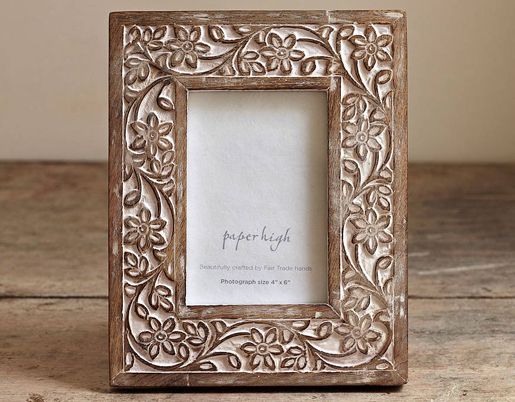 paper high
Beautifully crafted by Fair Trade hands
Photograph size 4" x 6"